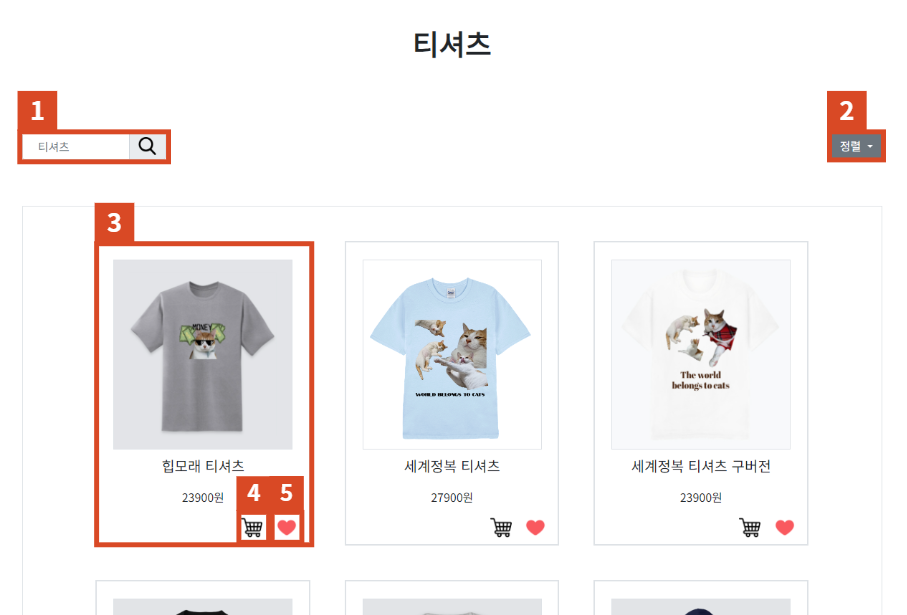 티셔츠
1
2
티셔츠
정렬
3
MONEY
WORLD BELONGS TO CATS
The world
belongs to cats
힙모래 티셔츠
세계정복 티셔츠
세계정복 티셔츠 구버전
23900원
27900원
23900원
4
5